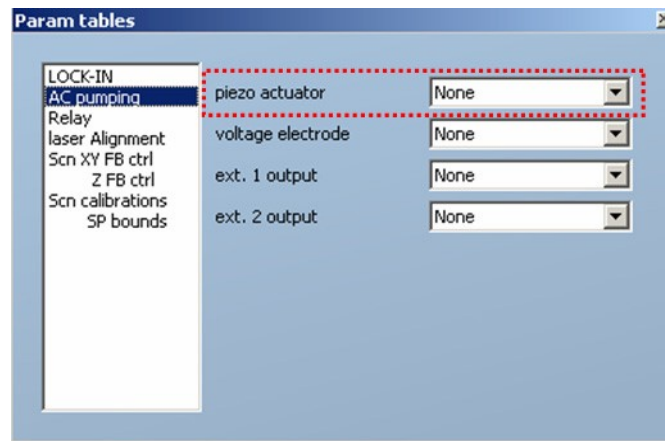 Param tables
LOCK-IN
AC pumping
Relay
laser Alignment
Scn XY FB ctrl
Z FB ctrl
Scn calibrations
SP bounds
piezo actuator None
voltage electrode None
ext. 1 output None
ext. 2 output None